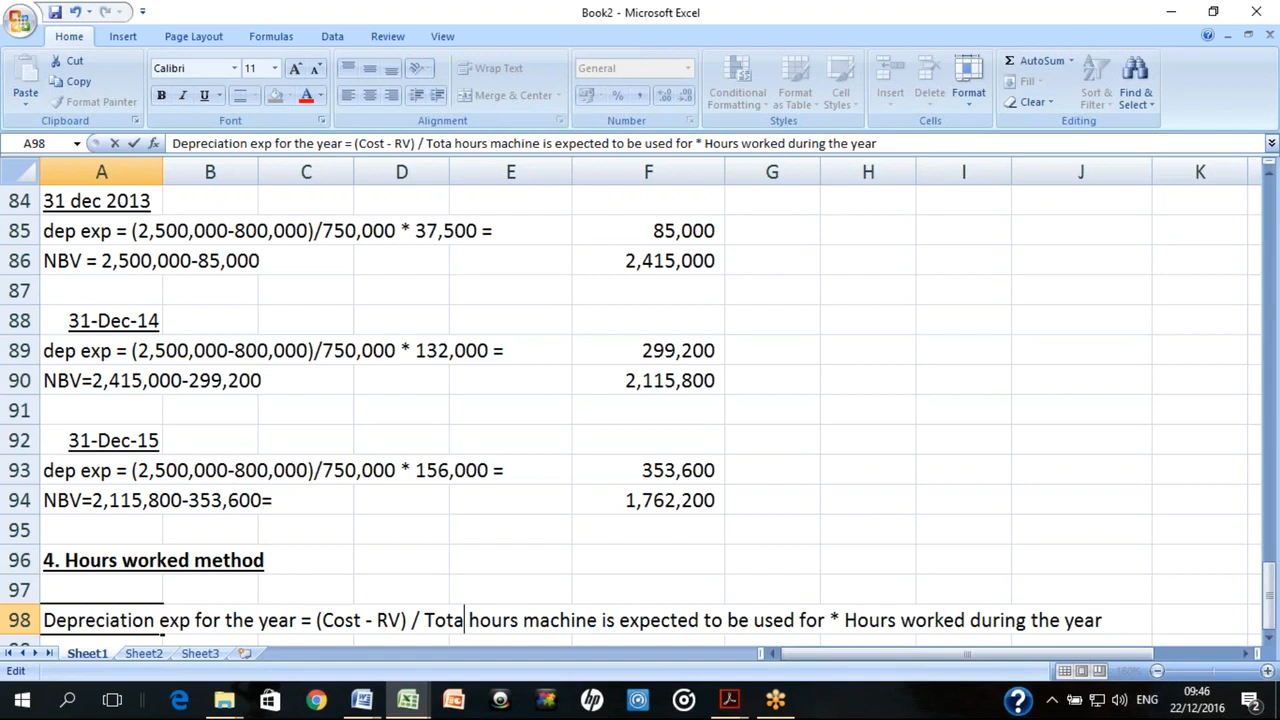 Book2 - Microsoft Excel
Home Insert Page Layout Formulas Data Review View
Paste Cut Copy Format Painter Clipboard
Calibri 11 B I U Font
Wrap Text Merge & Center Alignment
General % , Number
Conditional Formatting Format as Table Cell Styles Styles
Insert Delete Format Cells
Σ AutoSum Fill Clear Sort & Filter Find & Select Editing
A98 fx Depreciation exp for the year = (Cost - RV) / Tota hours machine is expected to be used for * Hours worked during the year
A B C D E F G H I J K
84 31 dec 2013
85 dep exp = (2,500,000-800,000)/750,000 * 37,500 = 85,000
86 NBV = 2,500,000-85,000 2,415,000
87
88 31-Dec-14
89 dep exp = (2,500,000-800,000)/750,000 * 132,000 = 299,200
90 NBV=2,415,000-299,200 2,115,800
91
92 31-Dec-15
93 dep exp = (2,500,000-800,000)/750,000 * 156,000 = 353,600
94 NBV=2,115,800-353,600= 1,762,200
95
96 4. Hours worked method
97
98 Depreciation exp for the year = (Cost - RV) / Tota hours machine is expected to be used for * Hours worked during the year
Sheet1 Sheet2 Sheet3
Edit
ENG 09:46
22/12/2016